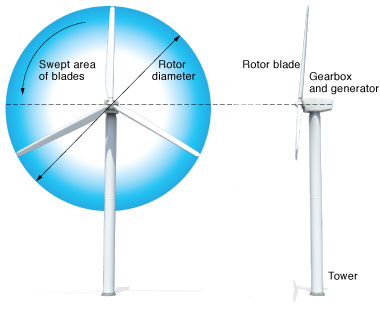 Swept area
of blades
Rotor
diameter
Rotor blade
Gearbox
and generator
Tower